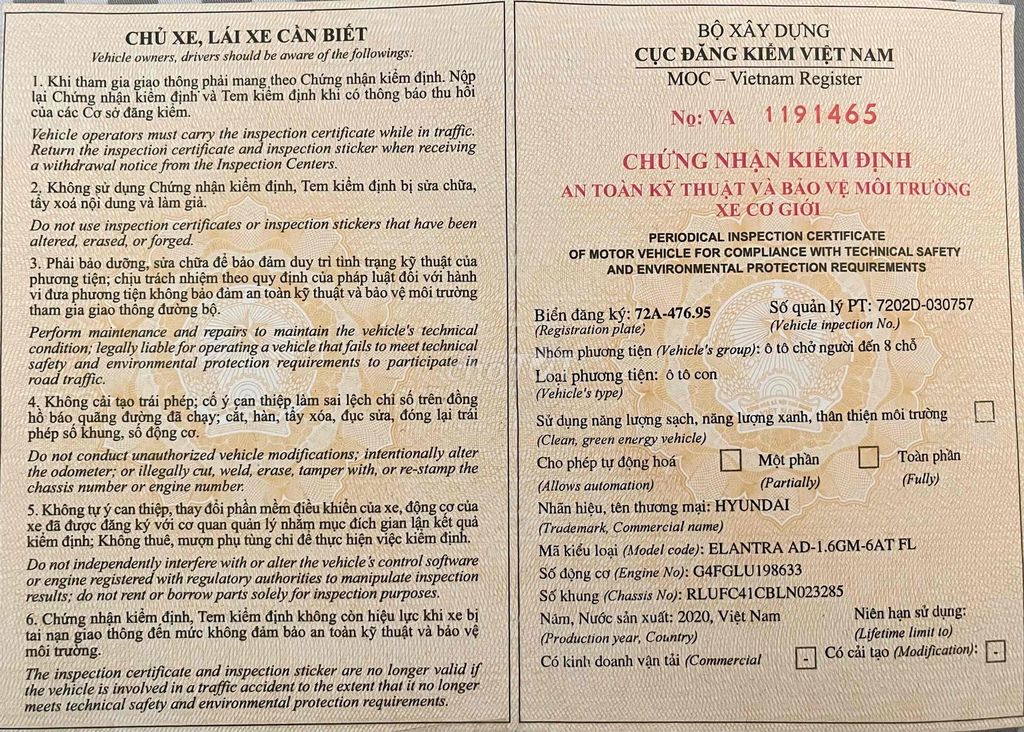 CHỦ XE, LÁI XE CẦN BIẾT
Vehicle owners, drivers should be aware of the followings:
1. Khi tham gia giao thông phải mang theo Chứng nhận kiểm định. Nộp
lại Chứng nhận kiểm định và Tem kiểm định khi có thông báo thu hồi
của các Cơ sở đăng kiểm.
Vehicle operators must carry the inspection certificate while in traffic.
Return the inspection certificate and inspection sticker when receiving
a withdrawal notice from the Inspection Centers.
2. Không sử dụng Chứng nhận kiểm định, Tem kiểm định bị sửa chữa,
tẩy xoá nội dung và làm giả.
Do not use inspection certificates or inspection stickers that have been
altered, erased, or forged.
3. Phải bảo dưỡng, sửa chữa để bảo đảm duy trì tình trạng kỹ thuật của
phương tiện; chịu trách nhiệm theo quy định của pháp luật đối với hành
vi đưa phương tiện không bảo đảm an toàn kỹ thuật và bảo vệ môi trường
tham gia giao thông đường bộ.
Perform maintenance and repairs to maintain the vehicle's technical
condition; legally liable for operating a vehicle that fails to meet technical
safety and environmental protection requirements to participate in
road traffic.
4. Không cải tạo trái phép; cố ý can thiệp làm sai lệch chỉ số trên đồng
hồ báo quãng đường đã chạy; cắt, hàn, tẩy xóa, đục sửa, đóng lại trái
phép số khung, số động cơ.
Do not conduct unauthorized vehicle modifications; intentionally alter
the odometer; or illegally cut, weld, erase, tamper with, or re-stamp the
chassis number or engine number.
5. Không tự ý can thiệp, thay đổi phần mềm điều khiển của xe, động cơ của
xe đã được đăng ký với cơ quan quản lý nhằm mục đích gian lận kết quả
kiểm định; Không thuê, mượn phụ tùng chỉ để thực hiện việc kiểm định.
Do not independently interfere with or alter the vehicle's control software
or engine registered with regulatory authorities to manipulate inspection
results; do not rent or borrow parts solely for inspection purposes.
6. Chứng nhận kiểm định, Tem kiểm định không còn hiệu lực khi xe bị
tai nạn giao thông đến mức không đảm bảo an toàn kỹ thuật và bảo vệ
môi trường.
The inspection certificate and inspection sticker are no longer valid if
the vehicle is involved in a traffic accident to the extent that it no longer
meets technical safety and environmental protection requirements.
BỘ XÂY DỰNG
CỤC ĐĂNG KIỂM VIỆT NAM
MOC – Vietnam Register
No: VA 1191465
CHỨNG NHẬN KIỂM ĐỊNH
AN TOÀN KỸ THUẬT VÀ BẢO VỆ MÔI TRƯỜNG
XE CƠ GIỚI
PERIODICAL INSPECTION CERTIFICATE
OF MOTOR VEHICLE FOR COMPLIANCE WITH TECHNICAL SAFETY
AND ENVIRONMENTAL PROTECTION REQUIREMENTS
Biển đăng ký: 72A-476.95 Số quản lý PT: 7202D-030757
(Registration plate) (Vehicle inpection No.)
Nhóm phương tiện (Vehicle's group): ô tô chở người đến 8 chỗ
Loại phương tiện: ô tô con
(Vehicle's type)
Sử dụng năng lượng sạch, năng lượng xanh, thân thiện môi trường
(Clean, green energy vehicle)
Cho phép tự động hoá Một phần Toàn phần
(Allows automation) (Partially) (Fully)
Nhãn hiệu, tên thương mại: HYUNDAI
(Trademark, Commercial name)
Mã kiểu loại (Model code): ELANTRA AD-1.6GM-6AT FL
Số động cơ (Engine No): G4FGLU198633
Số khung (Chassis No): RLUFC41CBLN023285
Năm, Nước sản xuất: 2020, Việt Nam Niên hạn sử dụng:
(Production year, Country) (Lifetime limit to)
Có kinh doanh vận tải (Commercial - Có cải tạo (Modification): -